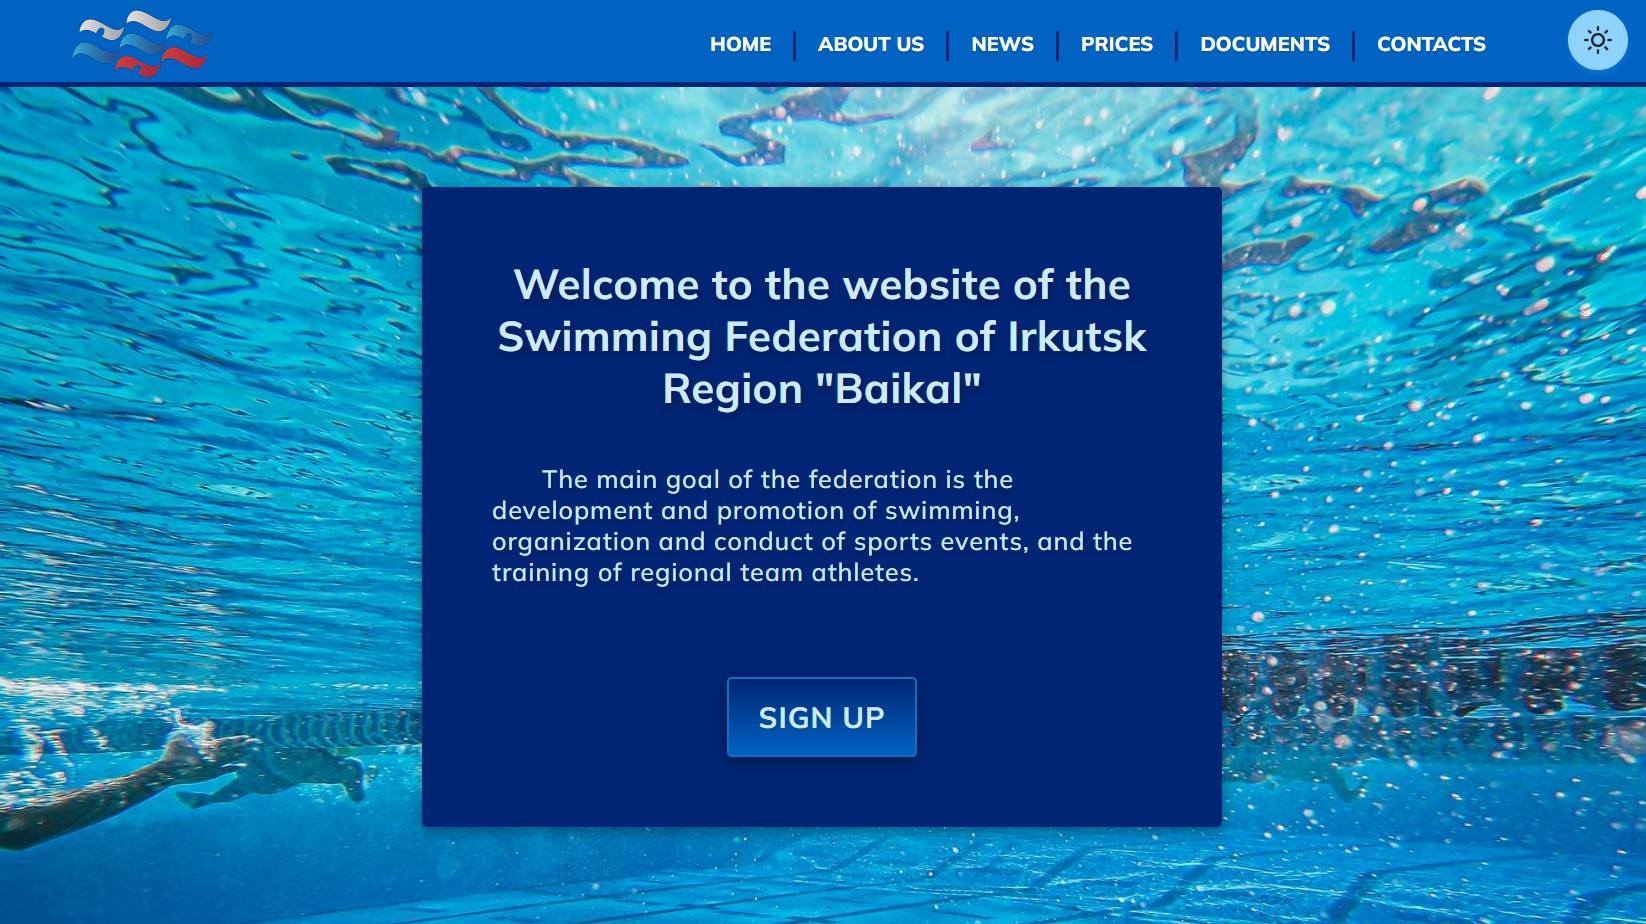 HOME
ABOUT US
NEWS
PRICES
DOCUMENTS
CONTACTS
Welcome to the website of the
Swimming Federation of Irkutsk
Region "Baikal"
The main goal of the federation is the
development and promotion of swimming,
organization and conduct of sports events, and the
training of regional team athletes.
SIGN UP